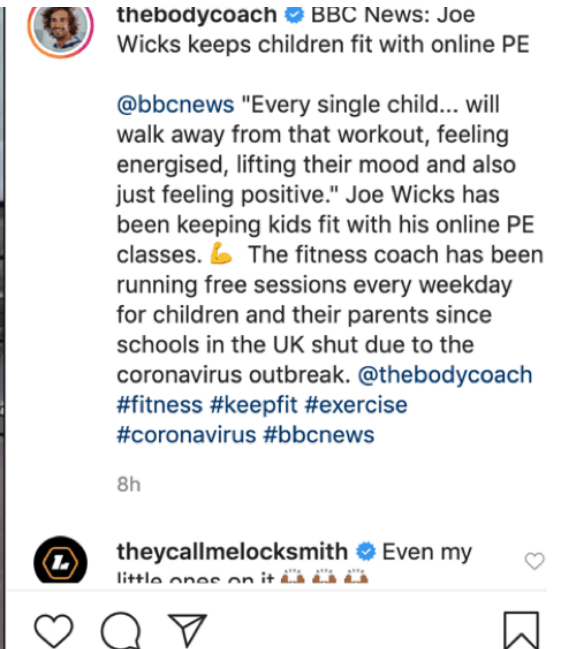 thebodycoach BBC News: Joe
Wicks keeps children fit with online PE
@bbcnews "Every single child... will
walk away from that workout, feeling
energised, lifting their mood and also
just feeling positive." Joe Wicks has
been keeping kids fit with his online PE
classes. 💪 The fitness coach has been
running free sessions every weekday
for children and their parents since
schools in the UK shut due to the
coronavirus outbreak. @thebodycoach
#fitness #keepfit #exercise
#coronavirus #bbcnews
8h
L
theycallmelocksmith Even my
little ones on it 🙌🏾 🙌🏾 🙌🏾